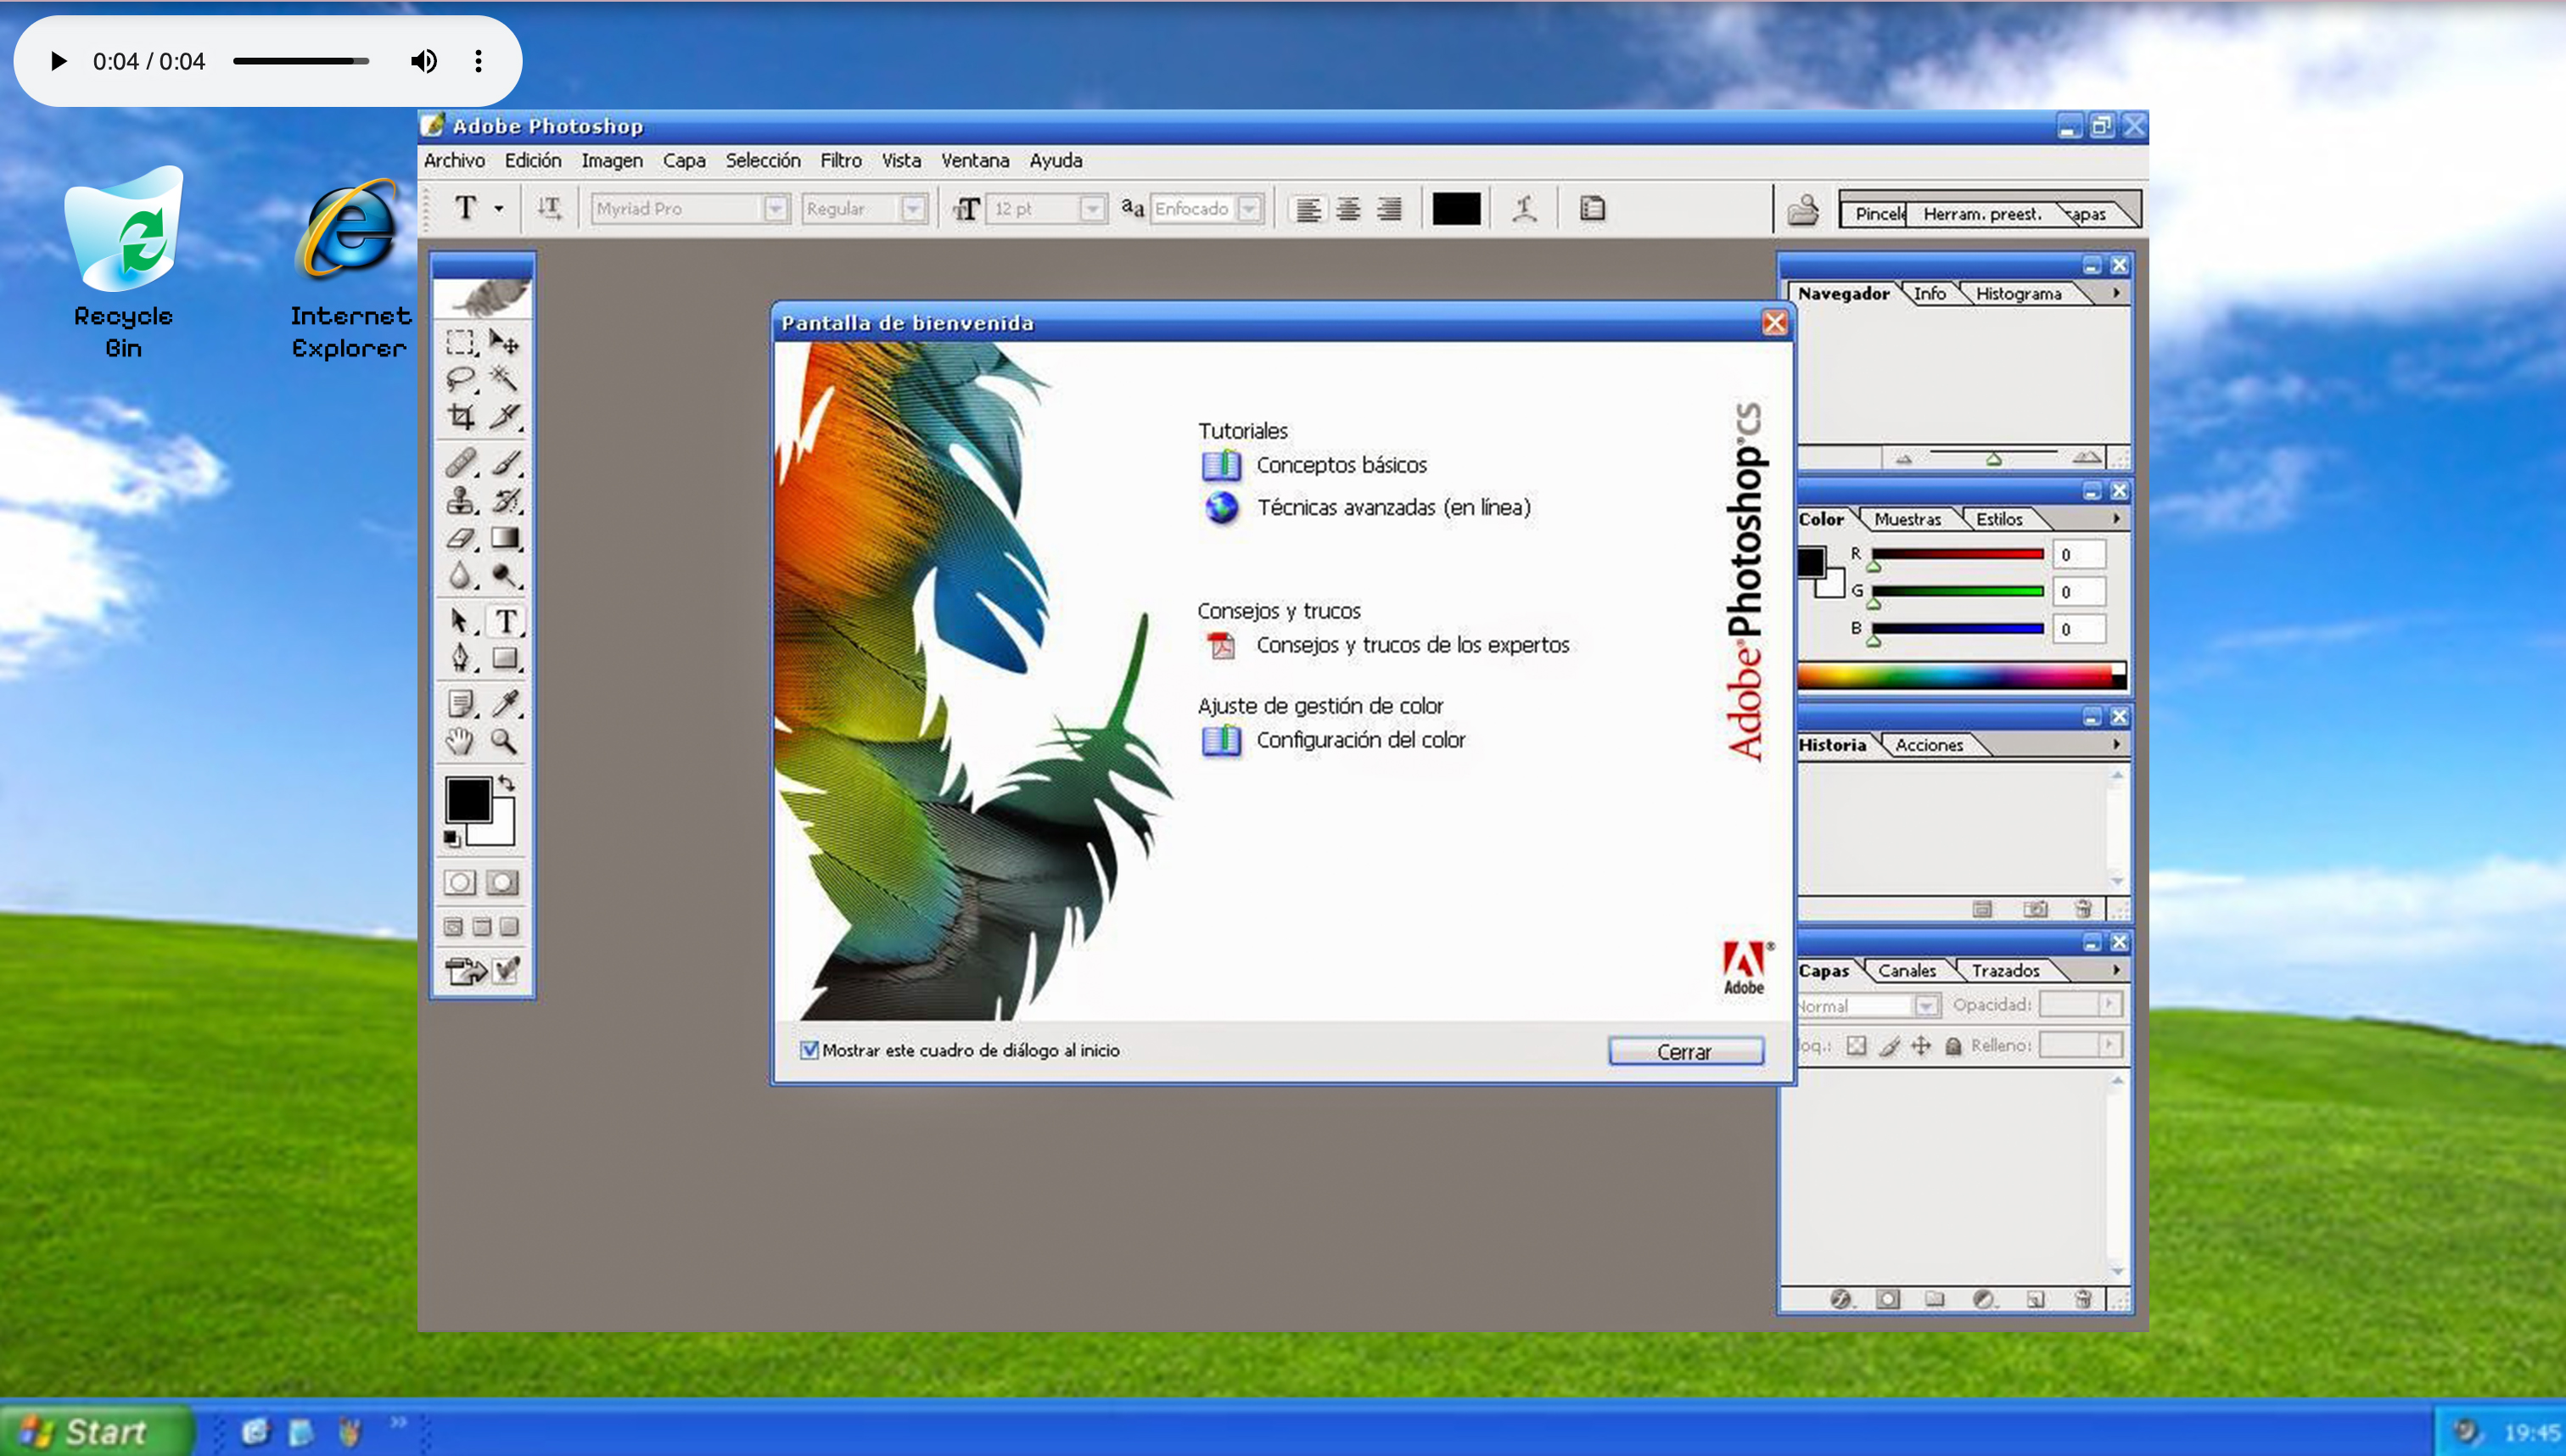 0:04 / 0:04
Adobe Photoshop
Archivo Edición Imagen Capa Selección Filtro Vista Ventana Ayuda
T Myriad Pro Regular 12 pt aa Enfocado Herram. preest.
Recycle
Bin
Internet
Explorer
Navegador Info Histograma
Pantalla de bienvenida
Tutoriales
Conceptos básicos
Técnicas avanzadas (en línea)
Consejos y trucos
Consejos y trucos de los expertos
Ajuste de gestión de color
Configuración del color
Adobe® Photoshop® CS
Adobe®
Mostrar este cuadro de diálogo al inicio
Cerrar
Color Muestras Estilos
R 0
G 0
B 0
Historia Acciones
Capas Canales Trazados
Normal Opacidad:
Relleno:
Start
19:45